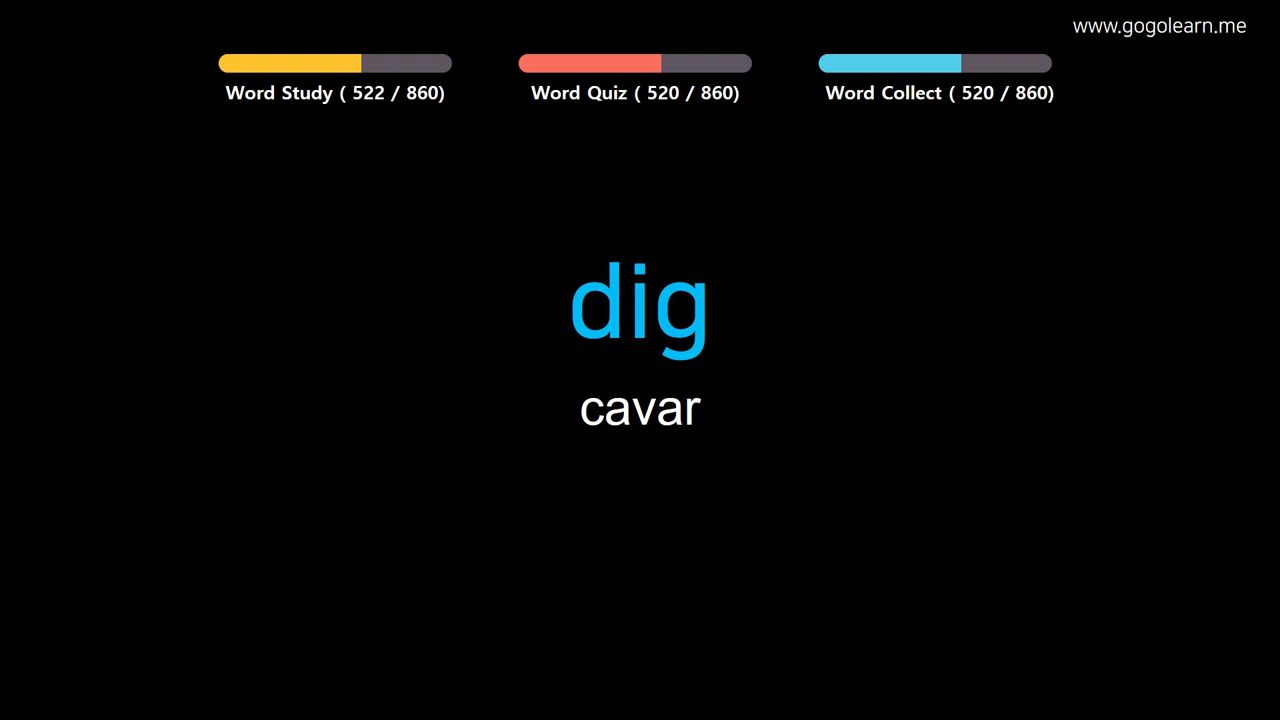 www.gogolearn.me
Word Study ( 522 / 860)
Word Quiz ( 520 / 860)
Word Collect ( 520 / 860)
dig
cavar